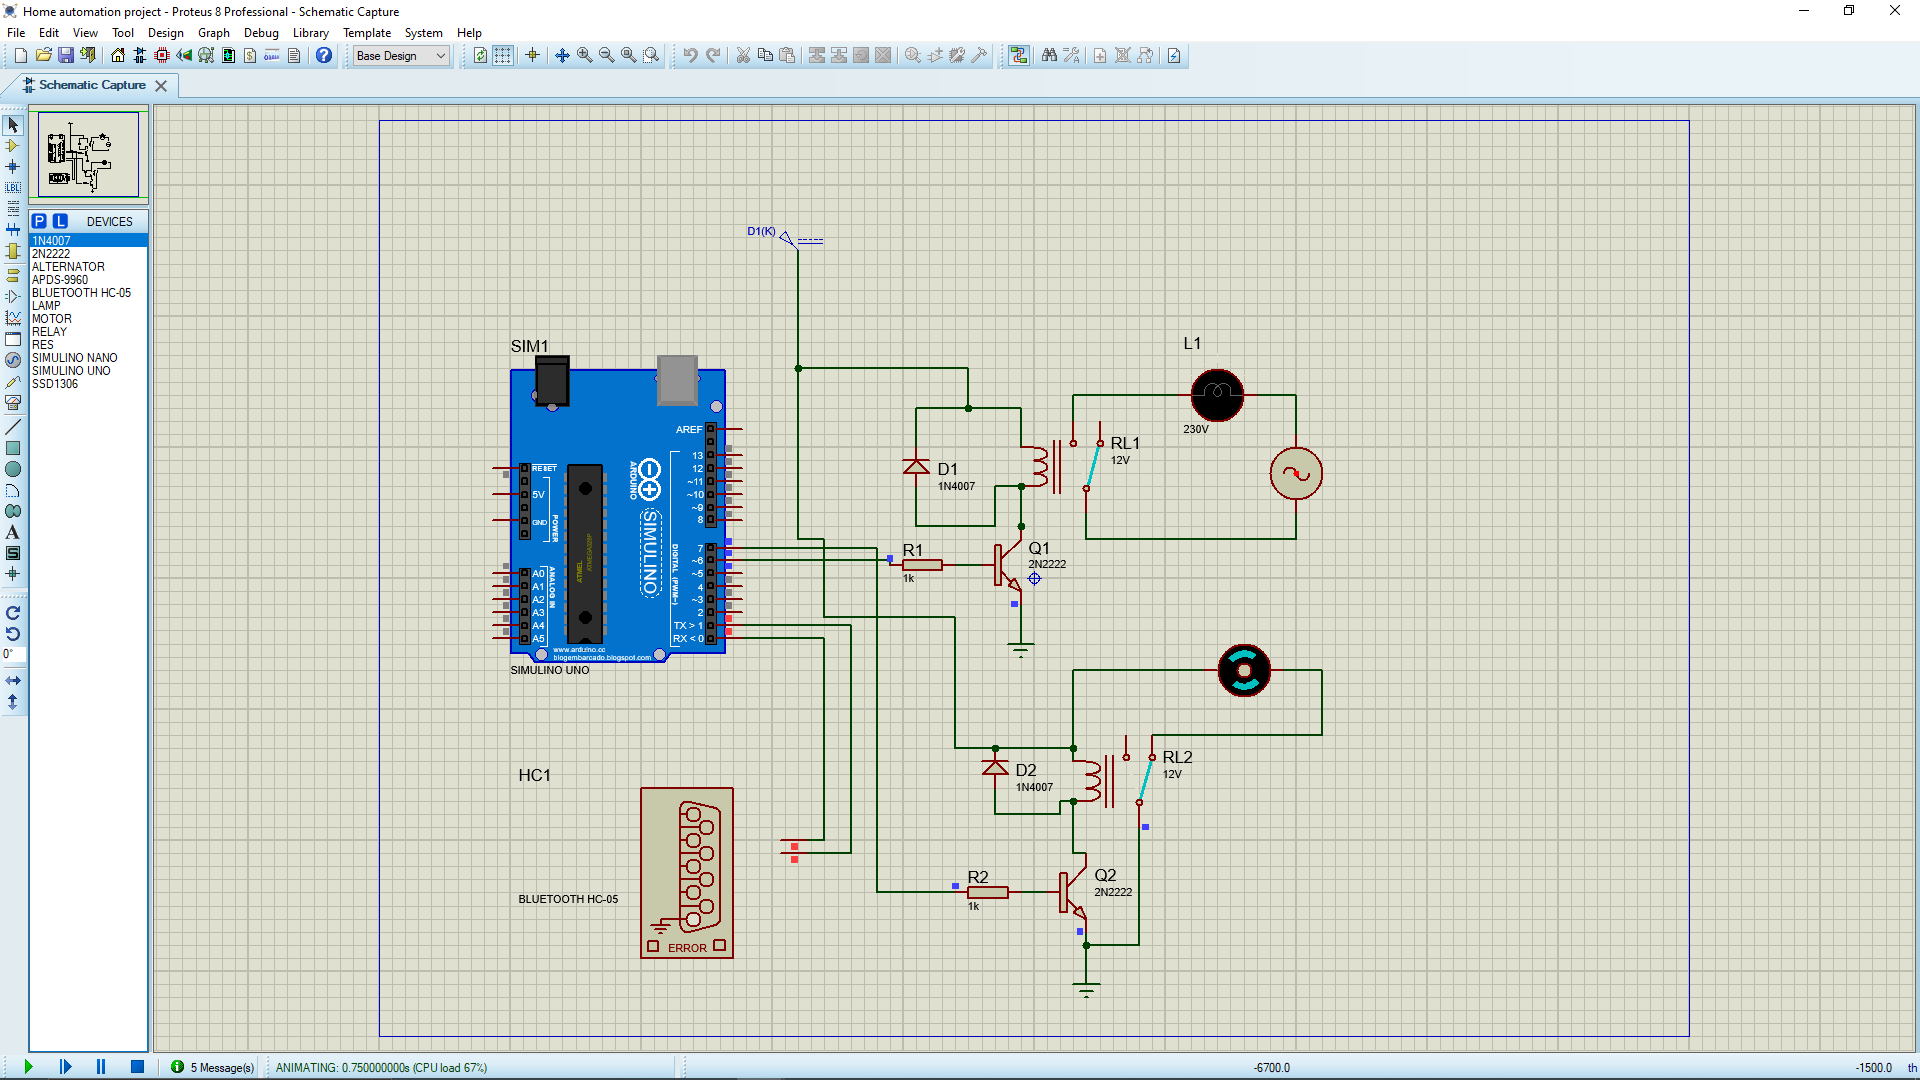 Home automation project - Proteus 8 Professional - Schematic Capture
File Edit View Tool Design Graph Debug Library Template System Help
Base Design
Schematic Capture
P L DEVICES
1N4007
2N2222
ALTERNATOR
APDS-9960
BLUETOOTH HC-05
LAMP
MOTOR
RELAY
RES
SIMULINO NANO
SIMULINO UNO
SSD1306
LBL
A
S
0°
D1(K)
SIM1
AREF
13
12
~11
~10
~9
8
7
~6
~5
4
~3
2
TX > 1
RX < 0
RESET
5V
GND
POWER
A0
A1
A2
A3
A4
A5
ANALOG IN
ATMEL
ARDUINO
SIMULINO
DIGITAL (PWM~)
www.arduino.cc
blogembarcado.blogspot.com
SIMULINO UNO
L1
230V
RL1
12V
D1
1N4007
R1
1k
Q1
2N2222
RL2
12V
D2
1N4007
R2
1k
Q2
2N2222
HC1
BLUETOOTH HC-05
ERROR
5 Message(s)
ANIMATING: 0.750000000s (CPU load 67%)
-6700.0
-1500.0
th